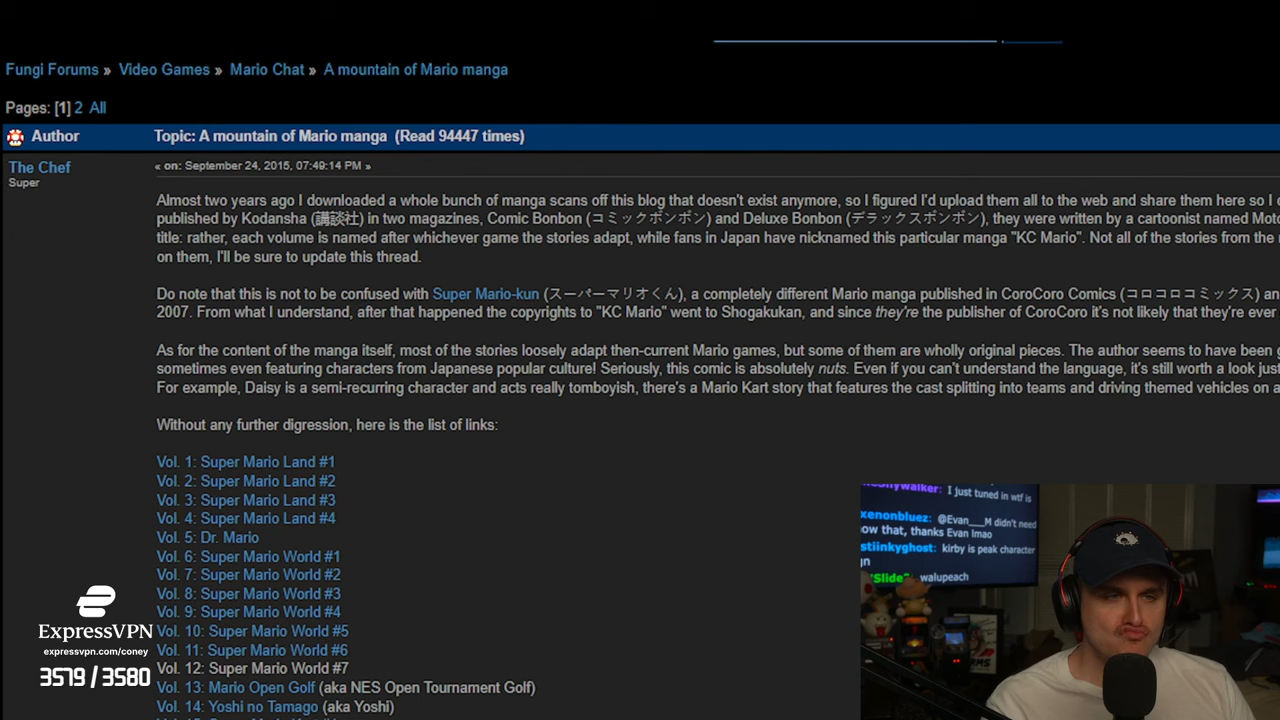 Fungi Forums » Video Games » Mario Chat » A mountain of Mario manga
Pages: [1] 2 All
Author Topic: A mountain of Mario manga (Read 94447 times)
The Chef
Super
« on: September 24, 2015, 07:49:14 PM »
Almost two years ago I downloaded a whole bunch of manga scans off this blog that doesn't exist anymore, so I figured I'd upload them all to the web and share them here so I
published by Kodansha (講談社) in two magazines, Comic Bonbon (コミックボンボン) and Deluxe Bonbon (デラックスボンボン), they were written by a cartoonist named
title: rather, each volume is named after whichever game the stories adapt, while fans in Japan have nicknamed this particular manga "KC Mario". Not all of the stories from the
on them, I'll be sure to update this thread.
Do note that this is not to be confused with Super Mario-kun (スーパーマリオくん), a completely different Mario manga published in CoroCoro Comics (コロコロコミックス)
2007. From what I understand, after that happened the copyrights to "KC Mario" went to Shogakukan, and since they're the publisher of CoroCoro it's not likely that they're ever
As for the content of the manga itself, most of the stories loosely adapt then-current Mario games, but some of them are wholly original pieces. The author seems to have been
sometimes even featuring characters from Japanese popular culture! Seriously, this comic is absolutely nuts. Even if you can't understand the language, it's still worth a look
For example, Daisy is a semi-recurring character and acts really tomboyish, there's a Mario Kart story that features the cast splitting into teams and driving themed vehicles on
Without any further digression, here is the list of links:
Vol. 1: Super Mario Land #1
Vol. 2: Super Mario Land #2
Vol. 3: Super Mario Land #3
Vol. 4: Super Mario Land #4
Vol. 5: Dr. Mario
Vol. 6: Super Mario World #1
Vol. 7: Super Mario World #2
Vol. 8: Super Mario World #3
Vol. 9: Super Mario World #4
Vol. 10: Super Mario World #5
Vol. 11: Super Mario World #6
Vol. 12: Super Mario World #7
Vol. 13: Mario Open Golf (aka NES Open Tournament Golf)
Vol. 14: Yoshi no Tamago (aka Yoshi)
ExpressVPN
expressvpn.com/coney
3579 / 3580
I just tuned in wtf is
xenonbluez: @Evan___M didn't need
now that, thanks Evan lmao
stiinkyghost: kirby is peak character
Slide: walupeach